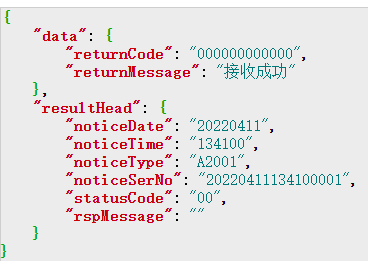 {
"data": {
"returnCode": "000000000000",
"returnMessage": "接收成功"
},
"resultHead": {
"noticeDate": "20220411",
"noticeTime": "134100",
"noticeType": "A2001",
"noticeSerNo": "20220411134100001",
"statusCode": "00",
"rspMessage": ""
}
}